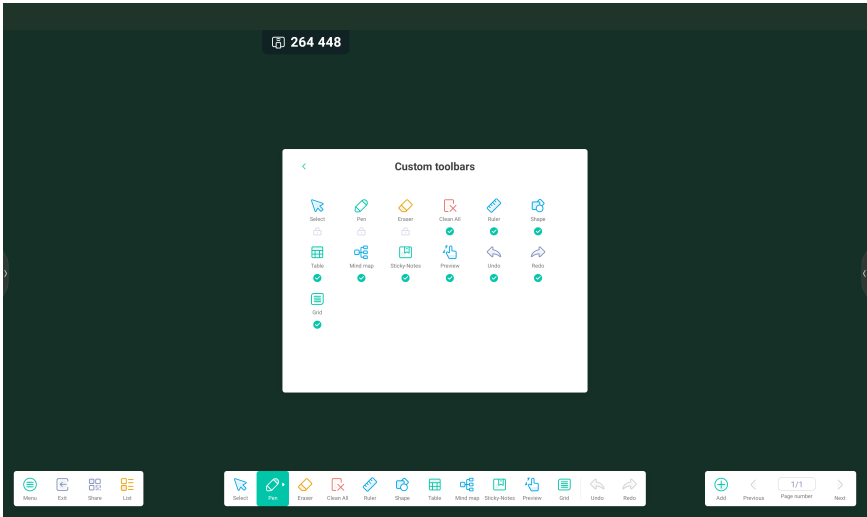 264 448
Custom toolbars
Select Pen Eraser Clean All Ruler Shape
Table Mind map Sticky-Notes Preview Undo Redo
Grid
Menu Exit Share List Select Pen Eraser Clean All Ruler Shape Table Mind map Sticky-Notes Preview Grid Undo Redo Add Previous 1/1 Page number Next